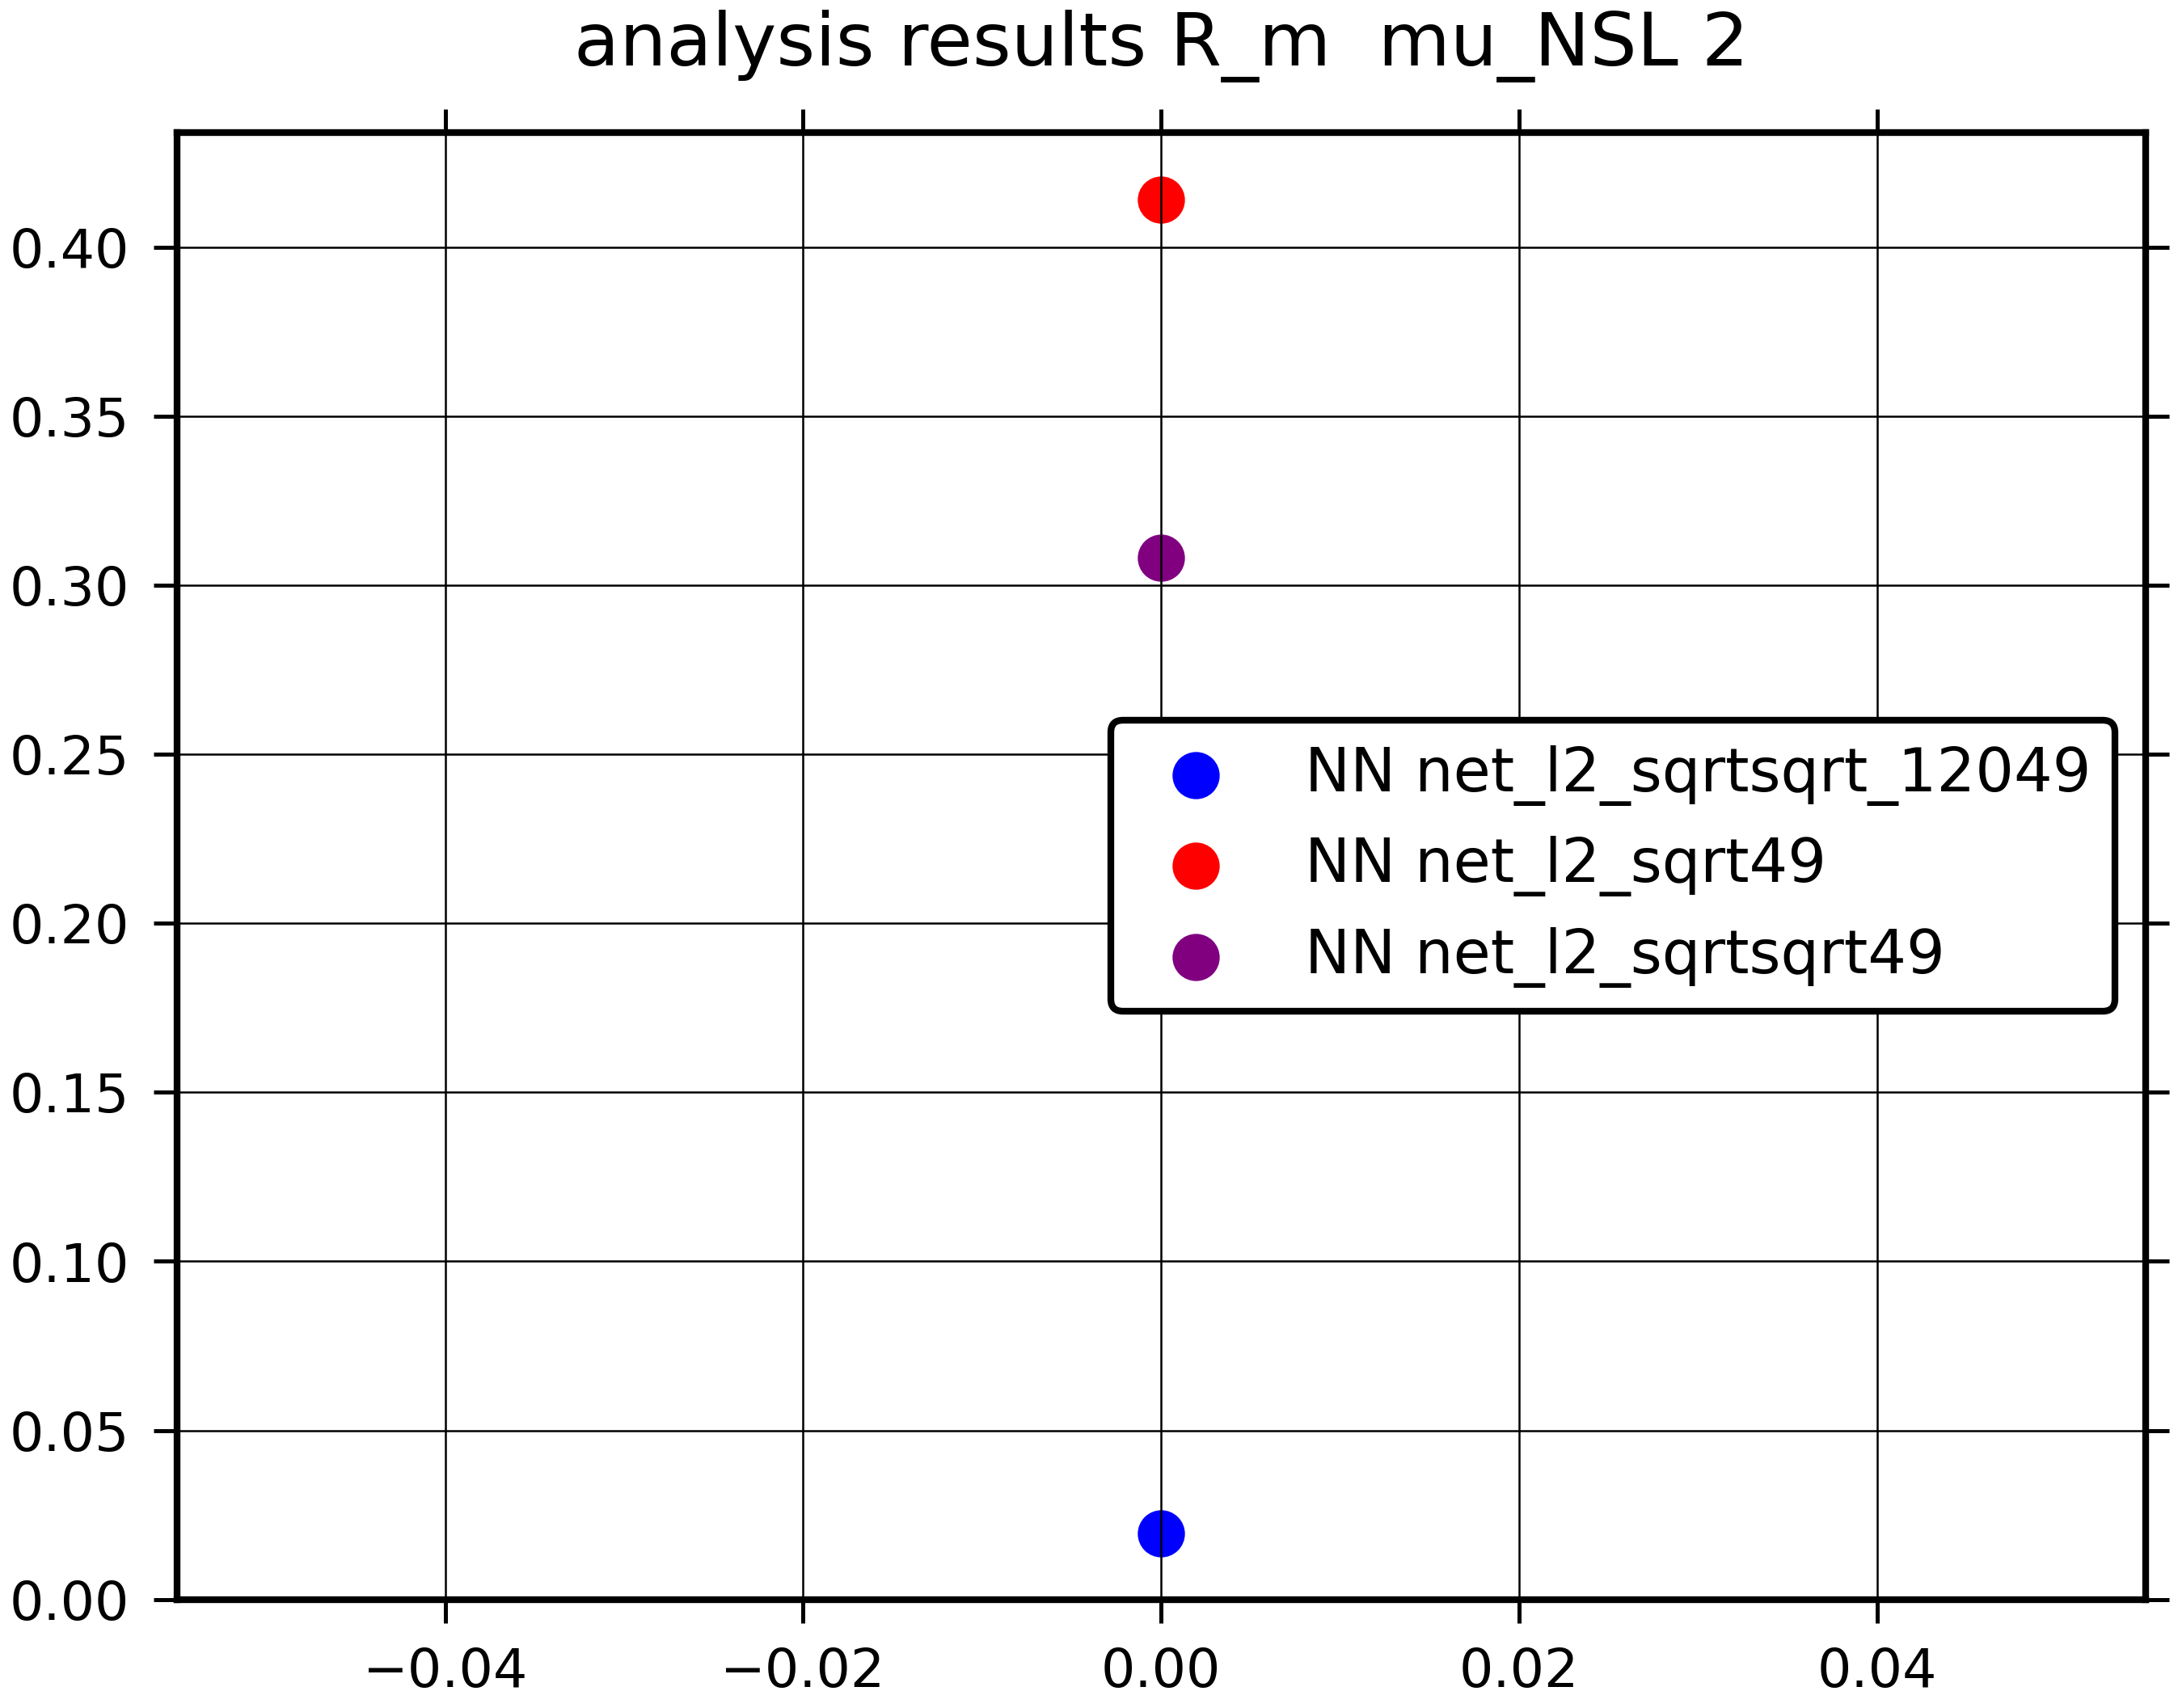 analysis results R_m  mu_NSL 2
0.40
0.35
0.30
0.25
0.20
0.15
0.10
0.05
0.00
NN net_l2_sqrtsqrt_12049
NN net_l2_sqrt49
NN net_l2_sqrtsqrt49
−0.04 −0.02 0.00 0.02 0.04